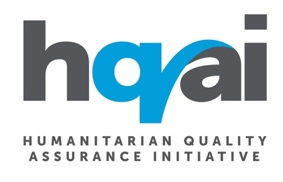 hqai
HUMANITARIAN QUALITY
ASSURANCE INITIATIVE